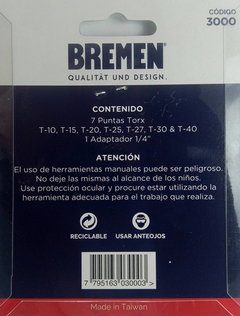 CÓDIGO
3000
BREMEN
QUALITÄT UND DESIGN.
CONTENIDO
7 Puntas Torx
T-10, T-15, T-20, T-25, T-27, T-30 & T-40
1 Adaptador 1/4"
ATENCIÓN
El uso de herramientas manuales puede ser peligroso.
No deje las mismas al alcance de los niños.
Use protección ocular y procure estar utilizando la
herramienta adecuada para el trabajo que realiza.
RECICLABLE USAR ANTEOJOS
7 795163 030003 >
Made in Taiwan